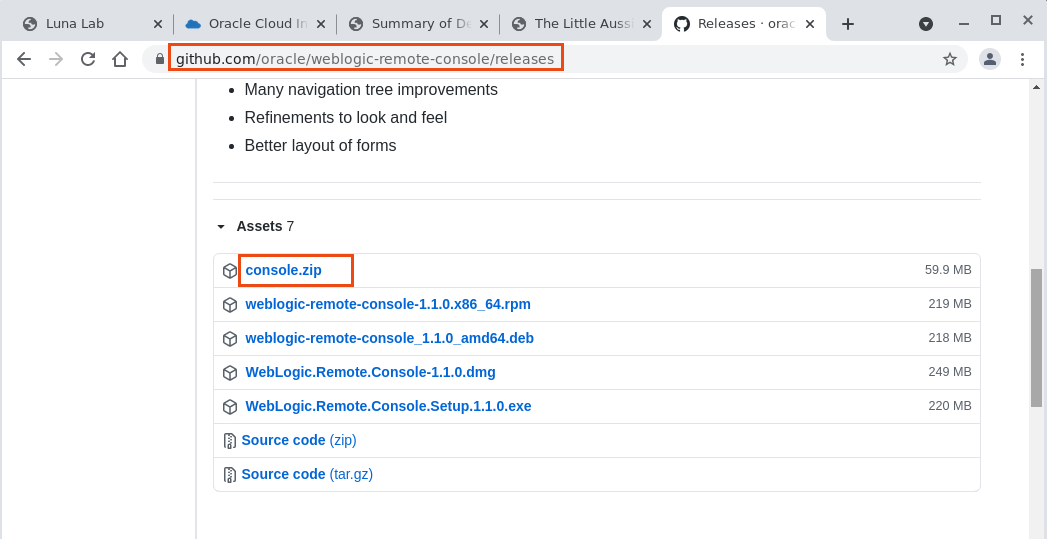 Luna Lab
Oracle Cloud In
Summary of De
The Little Aussi
Releases · orac
github.com/oracle/weblogic-remote-console/releases
Many navigation tree improvements
Refinements to look and feel
Better layout of forms
Assets 7
console.zip 59.9 MB
weblogic-remote-console-1.1.0.x86_64.rpm 219 MB
weblogic-remote-console_1.1.0_amd64.deb 218 MB
WebLogic.Remote.Console-1.1.0.dmg 249 MB
WebLogic.Remote.Console.Setup.1.1.0.exe 220 MB
Source code (zip)
Source code (tar.gz)